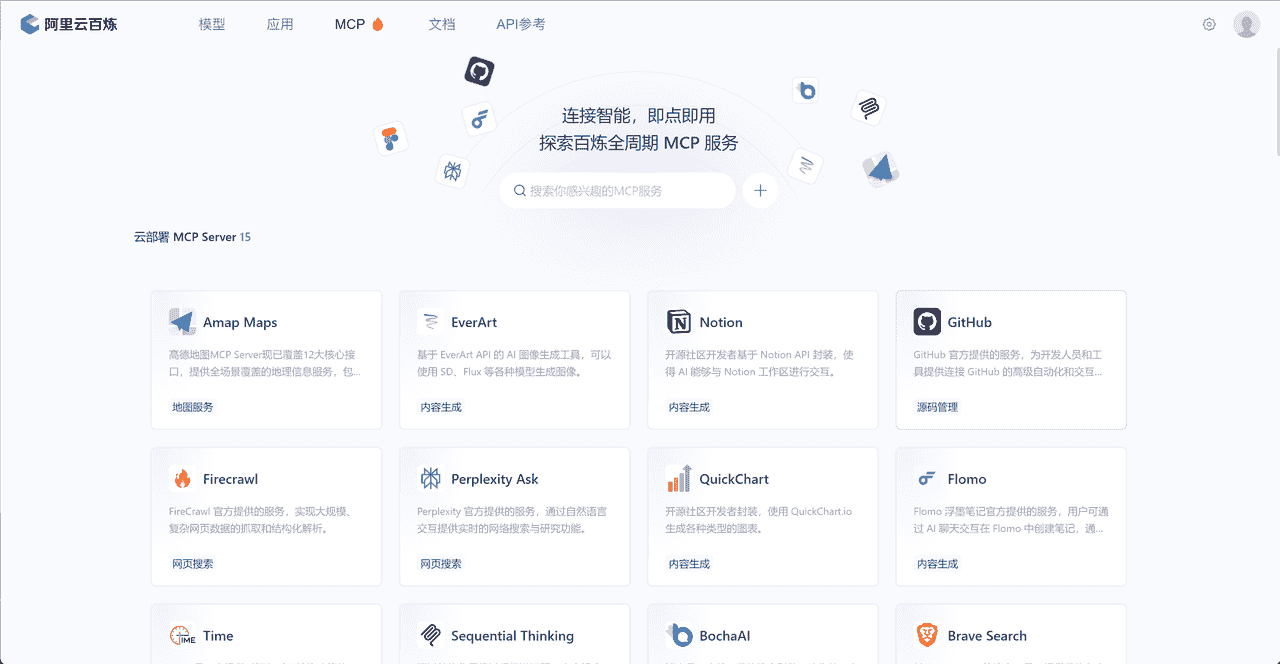 阿里云百炼
模型 应用 MCP 文档 API参考
连接智能，即点即用
探索百炼全周期 MCP 服务
搜索你感兴趣的MCP服务
云部署 MCP Server 15
Amap Maps
高德地图MCP Server现已覆盖12大核心接
口，提供全场景覆盖的地理信息服务，包...
地图服务
EverArt
基于 EverArt API 的 AI 图像生成工具，可以
使用 SD、Flux 等各种模型生成图像。
内容生成
Notion
开源社区开发者基于 Notion API 封装，使
得 AI 能够与 Notion 工作区进行交互。
内容生成
GitHub
GitHub 官方提供的服务，为开发人员和工
具提供连接 GitHub 的高级自动化和交互...
源码管理
Firecrawl
FireCrawl 官方提供的服务，实现大规模、
复杂网页数据的抓取和结构化解析。
网页搜索
Perplexity Ask
Perplexity 官方提供的服务，通过自然语言
交互提供实时的网络搜索与研究功能。
网页搜索
QuickChart
开源社区开发者封装，使用 QuickChart.io
生成各种类型的图表。
内容生成
Flomo
Flomo 浮墨笔记官方提供的服务，用户可通
过 AI 聊天交互在 Flomo 中创建笔记，通...
内容生成
TIME
Time
Sequential Thinking
BochaAI
Brave Search